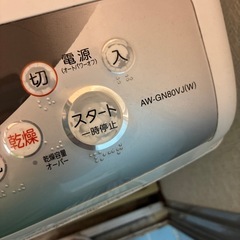 電源
(オートパワーオフ)
切
入
スタート
一時停止
AW-GN80VJ(W)
乾燥
乾燥容量
オーバー